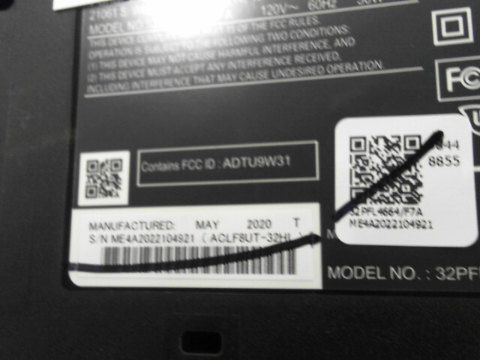 120V～ 60Hz
THIS DEVICE COMPLIES WITH PART 15 OF THE FCC RULES.
OPERATION IS SUBJECT TO THE FOLLOWING TWO CONDITIONS:
(1) THIS DEVICE MAY NOT CAUSE HARMFUL INTERFERENCE, AND
(2) THIS DEVICE MUST ACCEPT ANY INTERFERENCE RECEIVED,
INCLUDING INTERFERENCE THAT MAY CAUSE UNDESIRED OPERATION.
FC
Contains FCC ID : ADTU9W31
44
8855
32PFL4664/F7A
ME4A2022104921
MANUFACTURED: MAY 2020 T
S/N ME4A2022104921 ( ACLF8UT-32HI )
MODEL NO. : 32PF